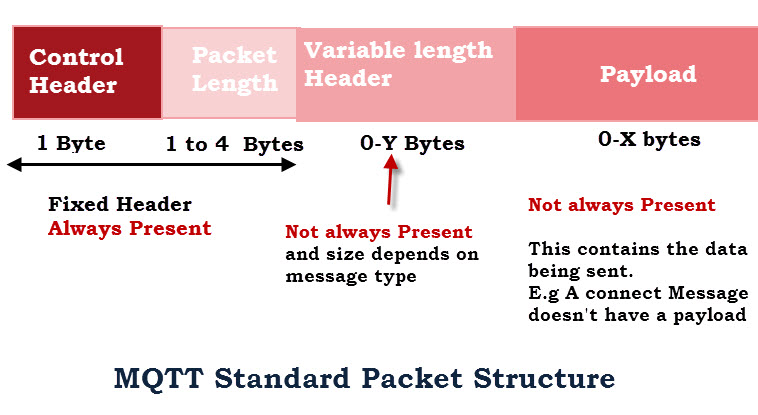 Control
Header
Packet
Length
Variable length
Header
Payload
1 Byte
1 to 4 Bytes
0-Y Bytes
0-X bytes
Fixed Header
Always Present
Not always Present
and size depends on
message type
Not always Present
This contains the data
being sent.
E.g A connect Message
doesn't have a payload
MQTT Standard Packet Structure